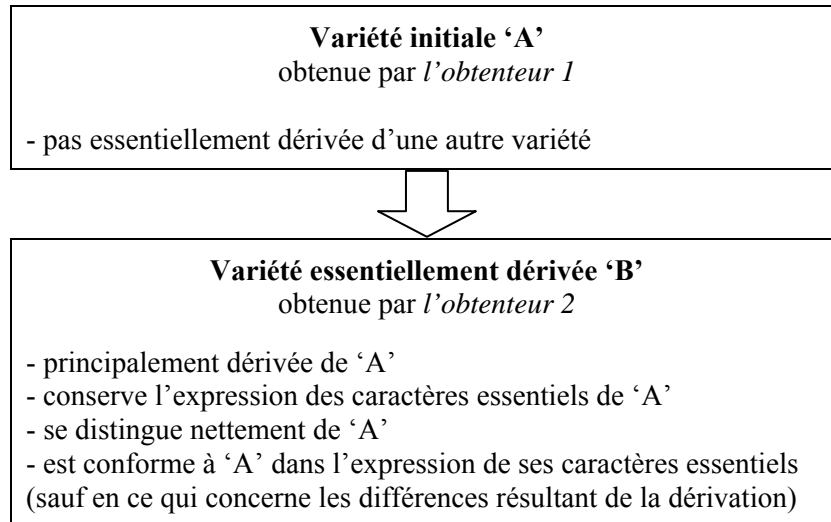 Variété initiale ‘A’
obtenue par l’obtenteur 1
- pas essentiellement dérivée d’une autre variété
Variété essentiellement dérivée ‘B’
obtenue par l’obtenteur 2
- principalement dérivée de ‘A’
- conserve l’expression des caractères essentiels de ‘A’
- se distingue nettement de ‘A’
- est conforme à ‘A’ dans l’expression de ses caractères essentiels
(sauf en ce qui concerne les différences résultant de la dérivation)